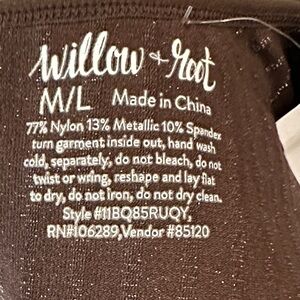 willow + root
M/L Made in China
77% Nylon 13% Metallic 10% Spandex
turn garment inside out, hand wash
cold, separately, do not bleach, do not
twist or wring, reshape and lay flat
to dry, do not iron, do not dry clean.
Style #11BQ85RUQY,
RN#106289,Vendor #85120